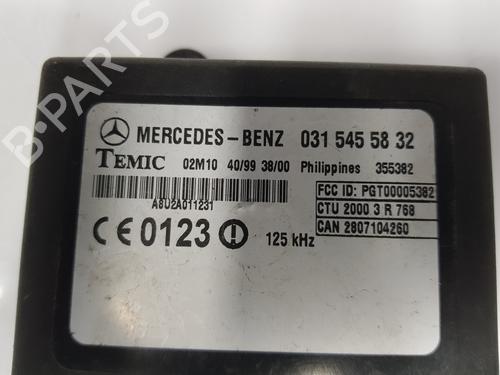 B-PARTS
MERCEDES-BENZ 031 545 58 32
TEMIC 02M10 40/99 38/00 Philippines 355382
A8U2A011231
FCC ID: PGT00005382
CTU 2000 3 R 768
CAN 2807104260
CE 0123 125 kHz